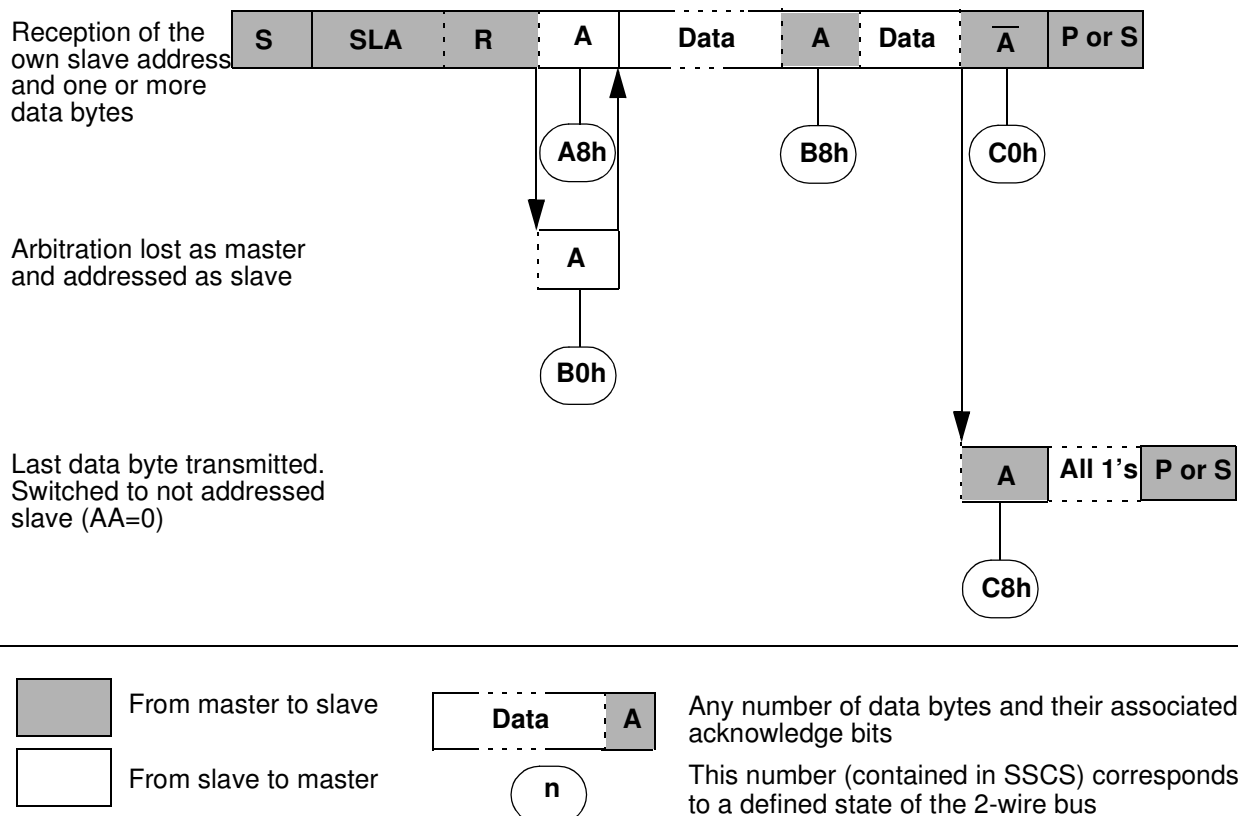 Reception of the
own slave address
and one or more
data bytes
S SLA R A Data A Data A P or S
A8h B8h C0h
Arbitration lost as master
and addressed as slave
A
B0h
Last data byte transmitted.
Switched to not addressed
slave (AA=0)
A All 1's P or S
C8h
From master to slave
From slave to master
Data A
n
Any number of data bytes and their associated
acknowledge bits
This number (contained in SSCS) corresponds
to a defined state of the 2-wire bus